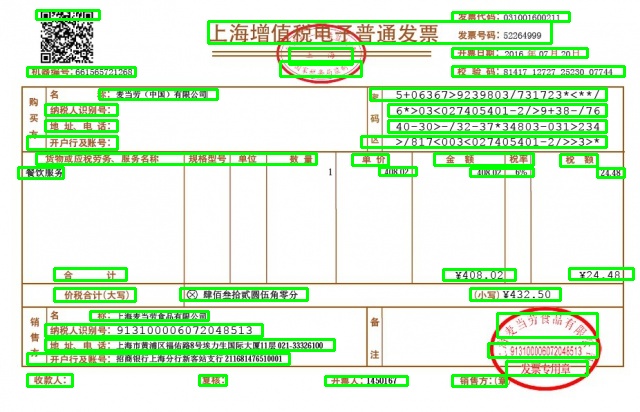 上海增值税电子普通发票
发票代码: 031001600211
发票号码: 52264999
上 海
开票日期: 2016 年 07 月 20 日
机器编号: 661565721268
校 验 码: 81417 12727 25230 07744
购买方
名 称: 麦当劳（中国）有限公司
纳税人识别号:
地 址、电 话:
开户行及账号:
密码区
5+06367>9239803/731723*<**/
6*>03<027405401-2/>9+38-/76
40-30>-/32-37*34803-031>234
>/817<003<027405401-2/>>3>*
货物或应税劳务、服务名称 规格型号 单位 数 量 单 价 金 额 税率 税 额
餐饮服务 1 408.02 408.02 6% 24.48
合 计 ¥408.02 ¥24.48
价税合计(大写) ⊗ 肆佰叁拾贰圆伍角零分 (小写) ¥432.50
销售方
名 称: 上海麦当劳食品有限公司
纳税人识别号: 913100006072048513
地 址、电 话: 上海市黄浦区福佑路8号埃力生国际大厦11层 021-33326100
开户行及账号: 招商银行上海分行新客站支行 211681476510001
备注
麦当劳食品有限公
913100006072048513
发票专用章
收款人: 复核: 开票人: 1450167 销售方:(章